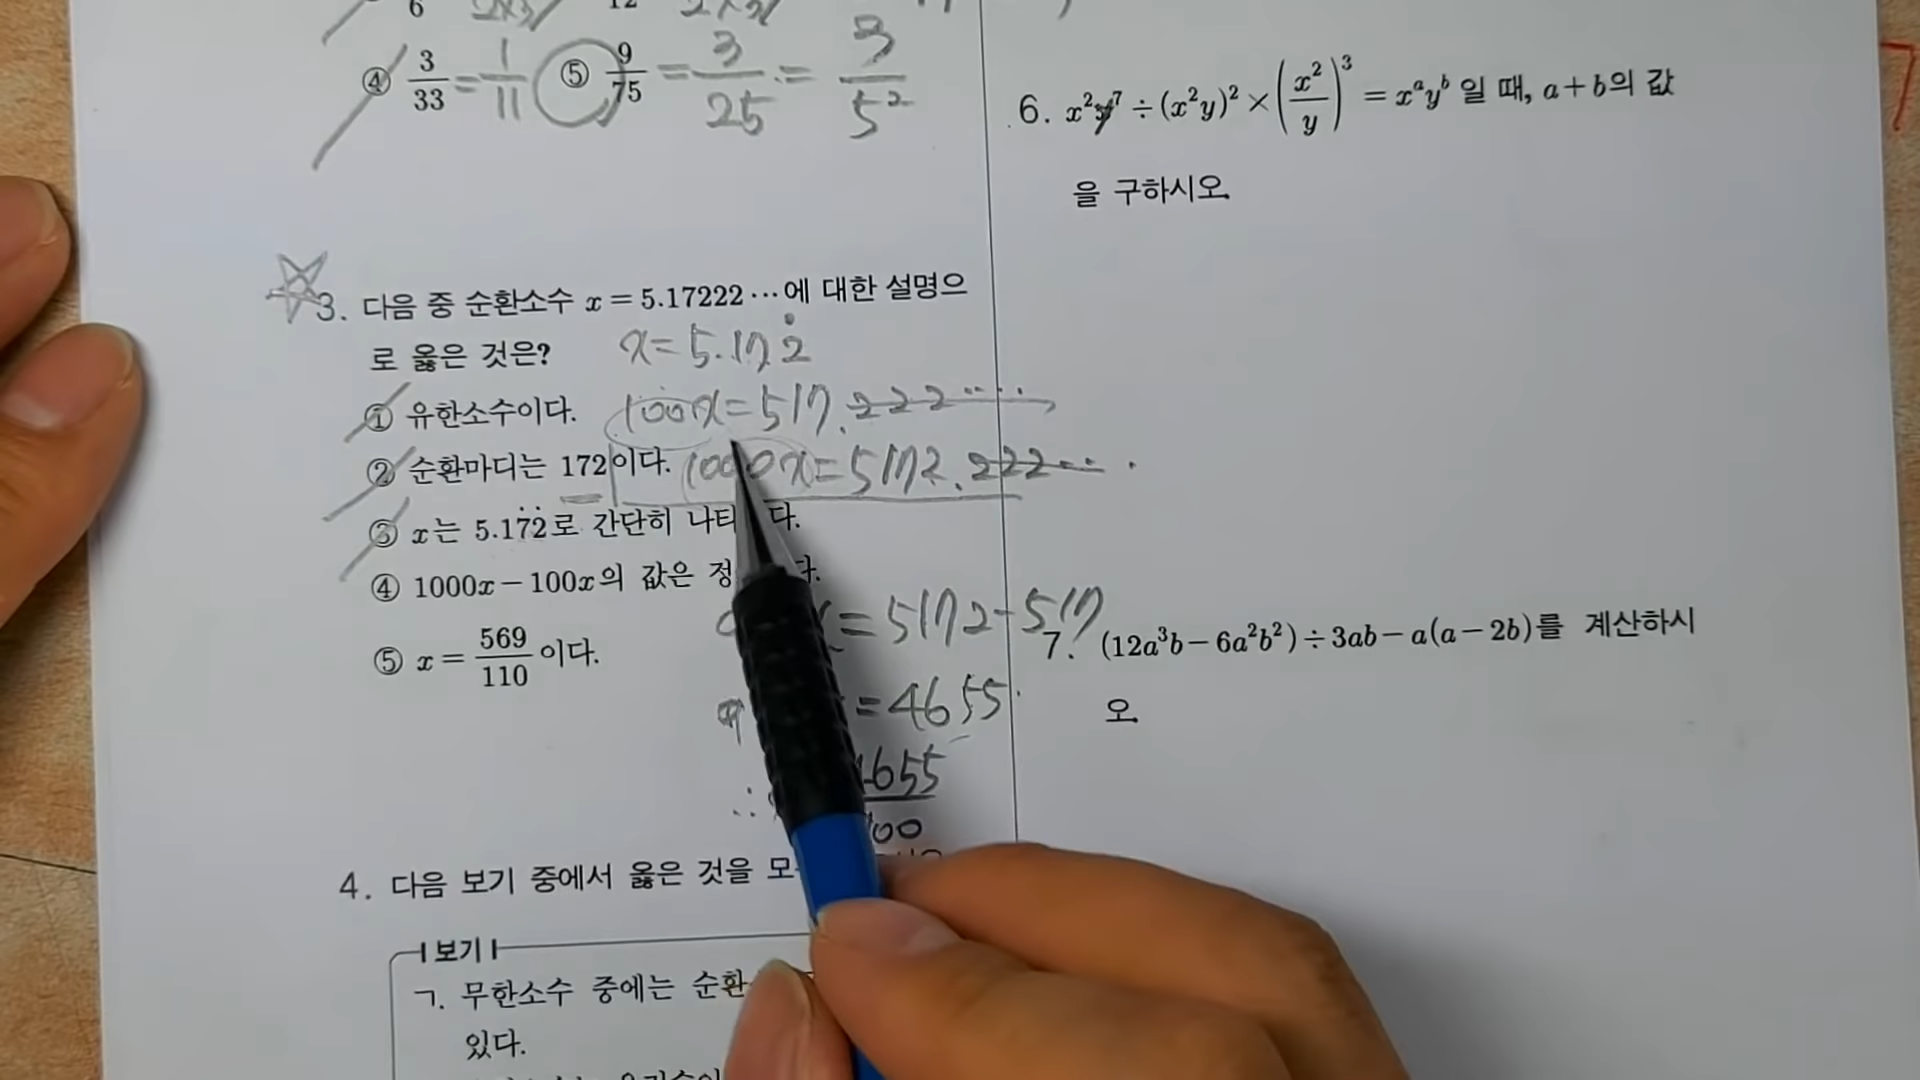 6
12
④ 3/33 = 1/11 ⑤ 9/75 = 3/25 = 3/5²
3. 다음 중 순환소수 x = 5.17222⋯에 대한 설명으
로 옳은 것은? x = 5.172̇
① 유한소수이다. 100x = 517.222⋯
② 순환마디는 172이다. 1000x = 5172.222⋯
③ x는 5.17̇2̇로 간단히 다.
④ 1000x − 100x의 값은 정 다.
= 5172 − 517
⑤ x = 569/110 이다.
= 4655
∴ 4655
00
4. 다음 보기 중에서 옳은 것을 모
보기
ㄱ. 무한소수 중에는 순환
있다.
6. x²y⁷ ÷ (x²y)² × (x²/y)³ = xᵃyᵇ 일 때, a + b의 값
을 구하시오.
7. (12a³b − 6a²b²) ÷ 3ab − a(a − 2b)를 계산하시
오.